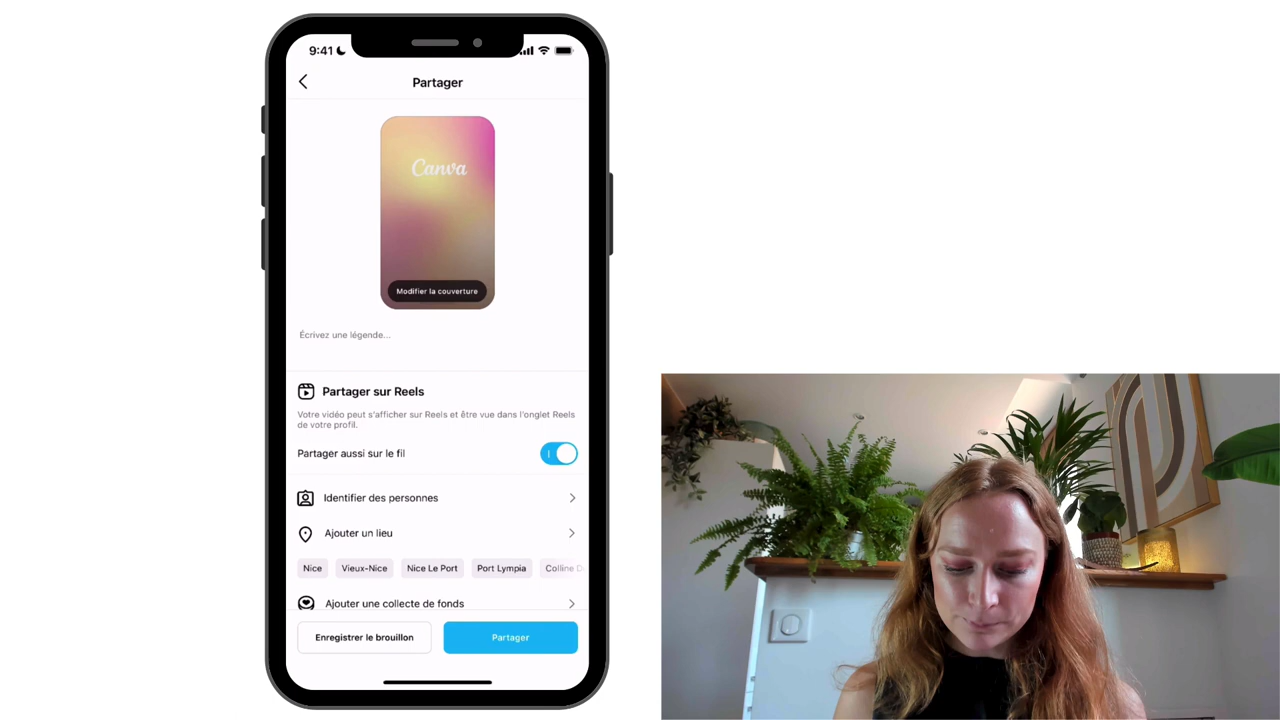 9:41
Partager
Canva
Modifier la couverture
Écrivez une légende...
Partager sur Reels
Votre vidéo peut s'afficher sur Reels et être vue dans l'onglet Reels
de votre profil.
Partager aussi sur le fil
Identifier des personnes
Ajouter un lieu
Nice Vieux-Nice Nice Le Port Port Lympia Colline
Ajouter une collecte de fonds
Enregistrer le brouillon Partager